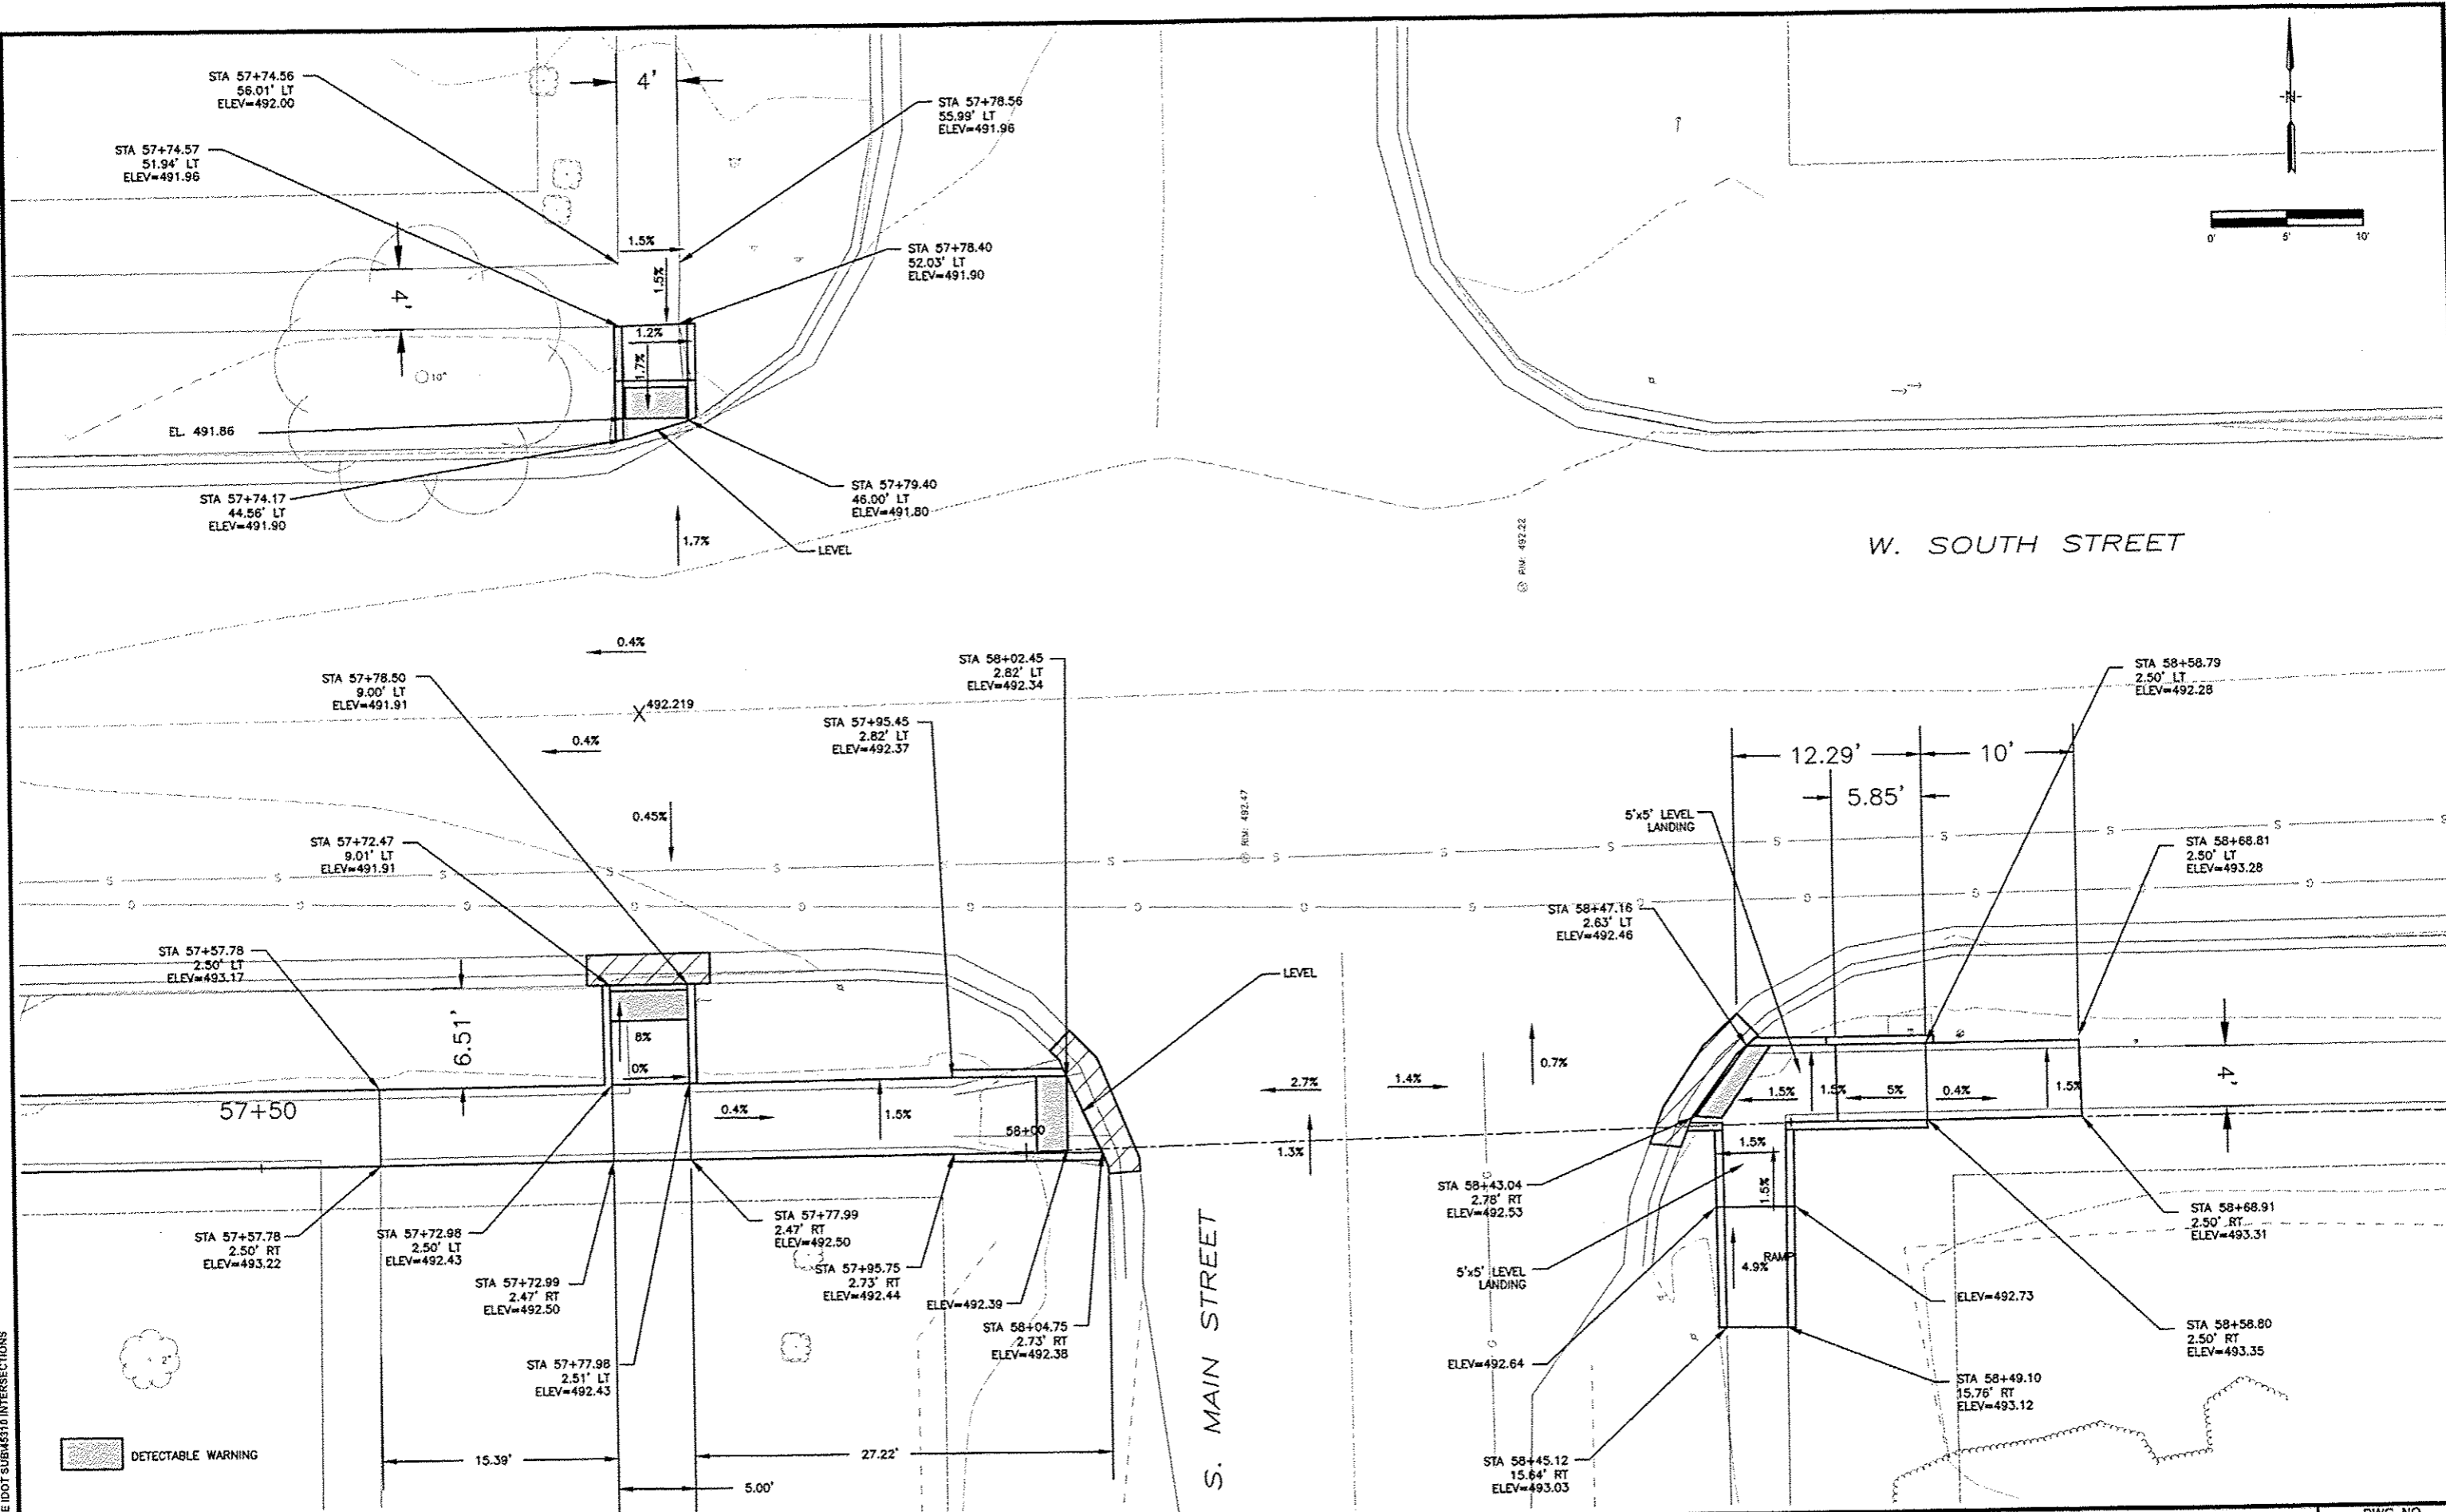 STA 57+74.56
56.01' LT
ELEV=492.00
4'
STA 57+78.56
55.99' LT
ELEV=491.96
-N-
STA 57+74.57
51.94' LT
ELEV=491.96
0'
5'
10'
1.5%
STA 57+78.40
52.03' LT
ELEV=491.90
1.5%
4'
1.2%
1.7%
10"
EL. 491.86
STA 57+74.17
44.56' LT
ELEV=491.90
STA 57+79.40
46.00' LT
ELEV=491.80
LEVEL
1.7%
RIM: 492.22
W. SOUTH STREET
0.4%
STA 57+78.50
9.00' LT
ELEV=491.91
492.219
0.4%
STA 58+02.45
2.82' LT
ELEV=492.34
STA 57+95.45
2.82' LT
ELEV=492.37
STA 58+58.79
2.50' LT
ELEV=492.28
12.29'
10'
5.85'
0.45%
RIM: 492.47
5'x5' LEVEL
LANDING
STA 57+72.47
9.01' LT
ELEV=491.91
STA 58+68.81
2.50' LT
ELEV=493.28
S S S S S S S S S
STA 58+47.16
2.63' LT
ELEV=492.46
STA 57+57.78
2.50' LT
ELEV=493.17
LEVEL
6.51'
8%
0%
57+50
0.4%
1.5%
58+00
2.7%
1.4%
0.7%
1.3%
1.5%
1.5%
5%
0.4%
1.5%
4'
1.5%
1.5%
STA 58+43.04
2.78' RT
ELEV=492.53
STA 57+57.78
2.50' RT
ELEV=493.22
STA 57+72.98
2.50' LT
ELEV=492.43
STA 57+77.99
2.47' RT
ELEV=492.50
STA 57+72.99
2.47' RT
ELEV=492.50
STA 57+95.75
2.73' RT
ELEV=492.44
ELEV=492.39
STA 58+04.75
2.73' RT
ELEV=492.38
STA 57+77.98
2.51' LT
ELEV=492.43
S. MAIN STREET
5'x5' LEVEL
LANDING
4.9%
RAMP
ELEV=492.73
STA 58+68.91
2.50' RT
ELEV=493.31
ELEV=492.64
STA 58+58.80
2.50' RT
ELEV=493.35
STA 58+49.10
15.76' RT
ELEV=493.12
STA 58+45.12
15.64' RT
ELEV=493.03
2"
DETECTABLE WARNING
15.39'
27.22'
5.00'